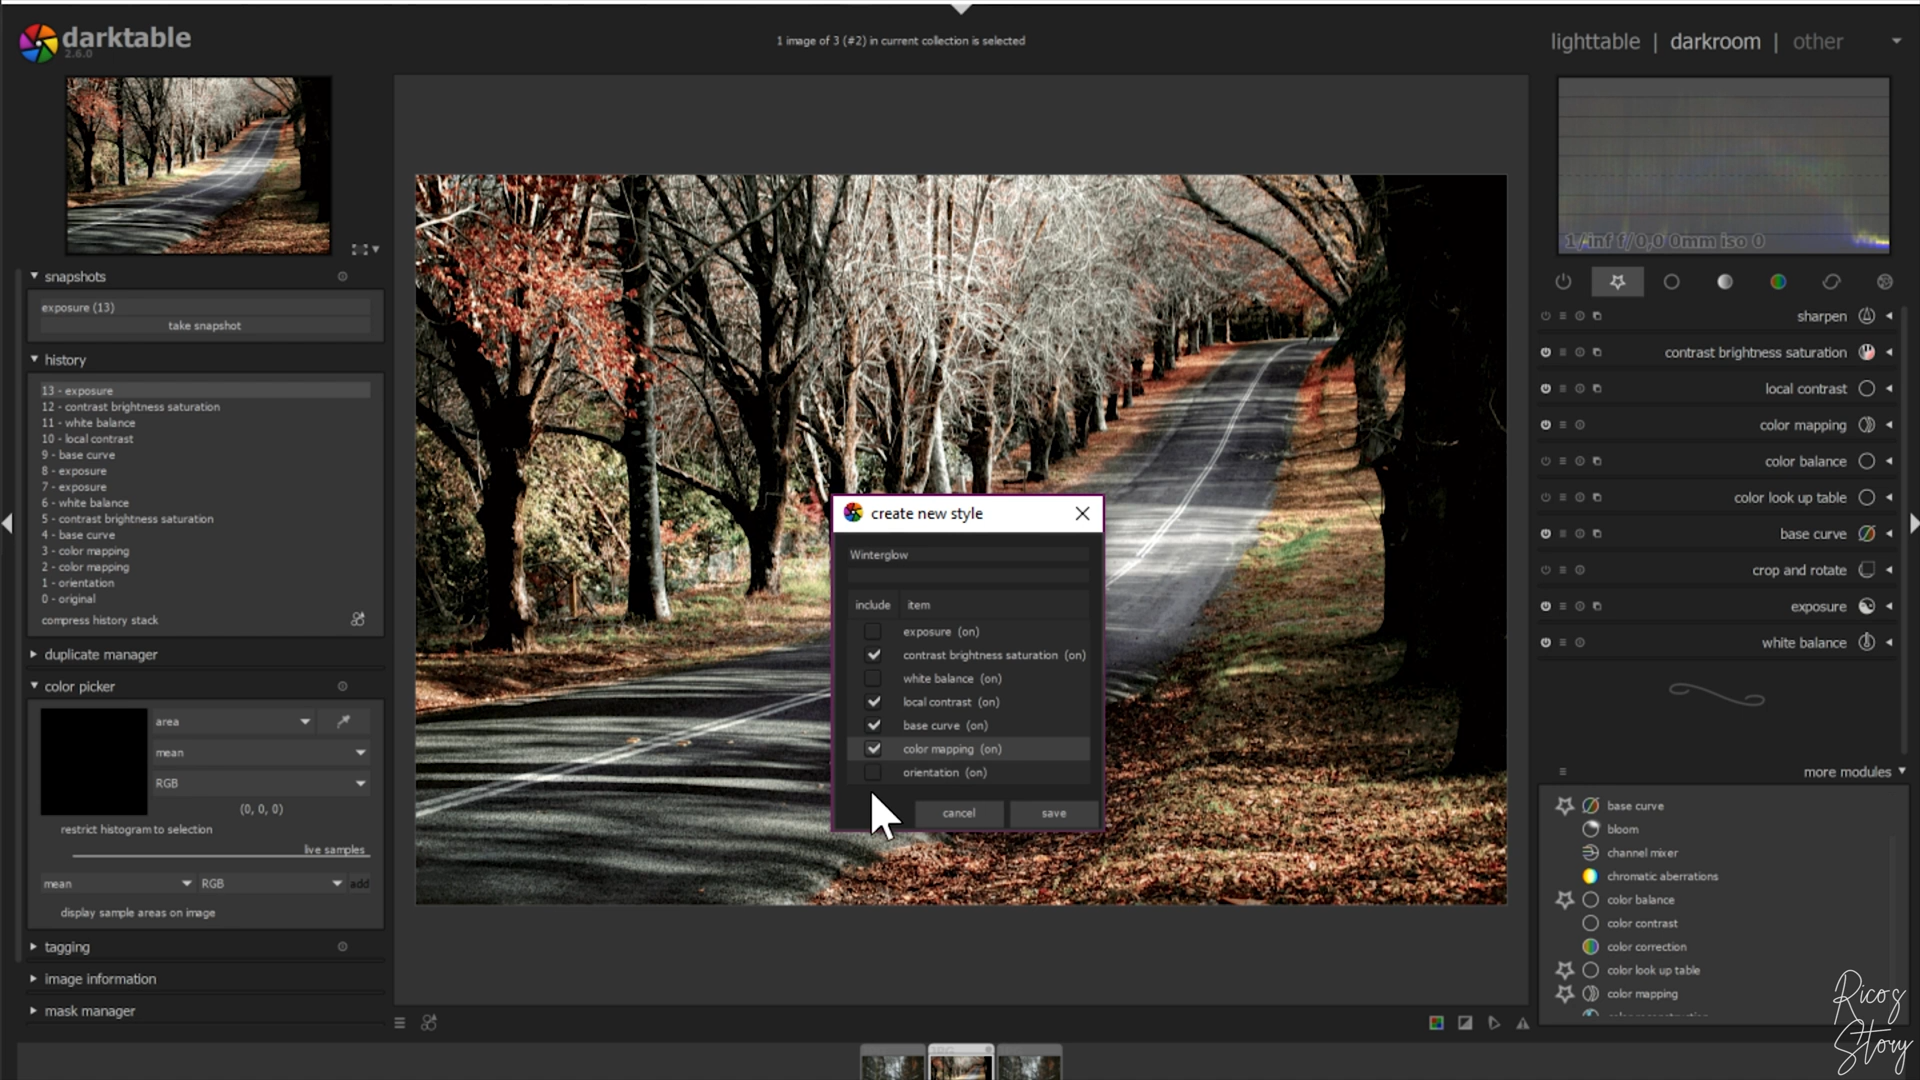 darktable
2.6.0
1 image of 3 (#2) in current collection is selected
lighttable | darkroom | other
snapshots
exposure (13)
take snapshot
history
13 - exposure
12 - contrast brightness saturation
11 - white balance
10 - local contrast
9 - base curve
8 - exposure
7 - exposure
6 - white balance
5 - contrast brightness saturation
4 - base curve
3 - color mapping
2 - color mapping
1 - orientation
0 - original
compress history stack
duplicate manager
color picker
area
mean
RGB
(0, 0, 0)
restrict histogram to selection
live samples
mean RGB add
display sample areas on image
tagging
image information
mask manager
create new style
Winterglow
include item
exposure (on)
contrast brightness saturation (on)
white balance (on)
local contrast (on)
base curve (on)
color mapping (on)
orientation (on)
cancel save
1/inf f/0,0 0mm iso 0
sharpen
contrast brightness saturation
local contrast
color mapping
color balance
color look up table
base curve
crop and rotate
exposure
white balance
more modules
base curve
bloom
channel mixer
chromatic aberrations
color balance
color contrast
color correction
color look up table
color mapping
Rico's
Story